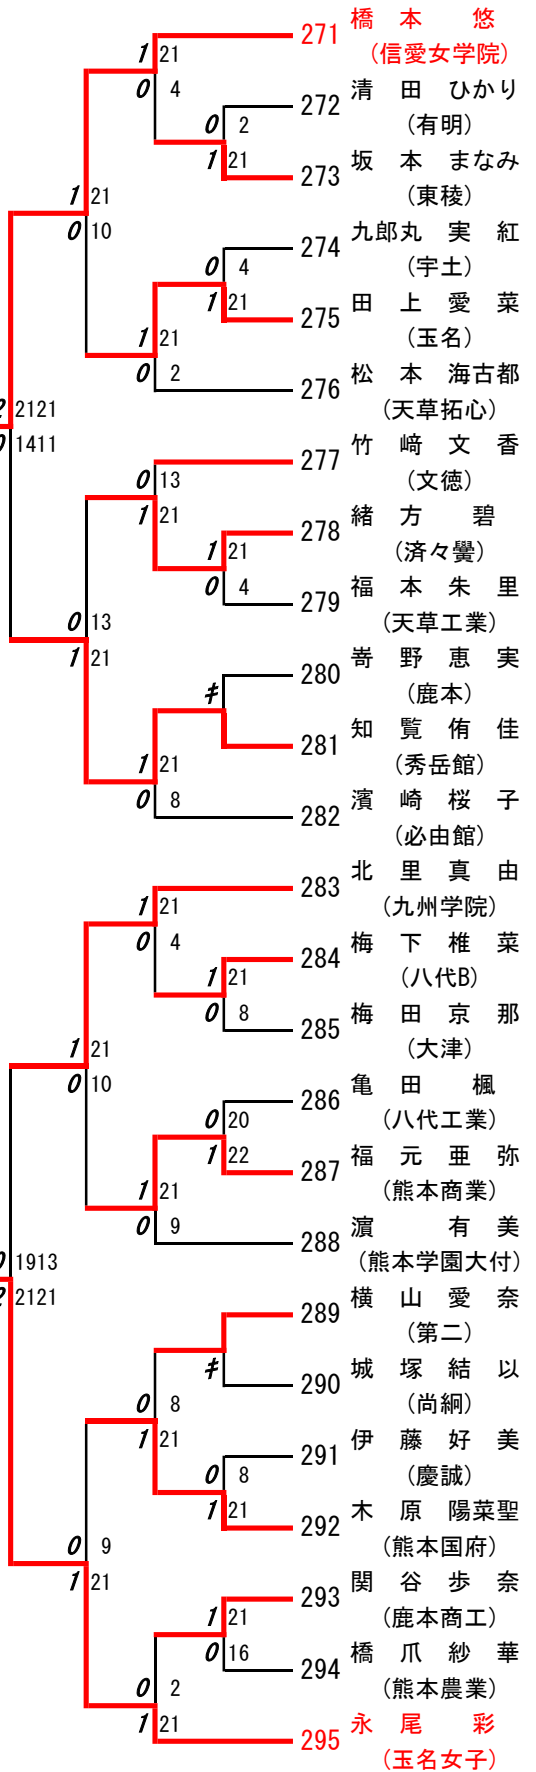 橋本 悠
271
1 21
(信愛女学院)
0 4
清田 ひかり
272
0 2
(有明)
1 21
坂本 まなみ
273
1 21
(東稜)
0 10
九郎丸 実紅
274
0 4
(宇土)
1 21
田上愛菜
275
1 21
(玉名)
0 2
松本 海古都
276
2121
(天草拓心)
1411
竹﨑文香
277
0 13
(文徳)
1 21
緒方 碧
278
1 21
(済々黌)
0 4
福本朱里
279
0 13
(天草工業)
1 21
嵜野恵実
280
(鹿本)
知覧侑佳
281
1 21
(秀岳館)
0 8
濱崎桜子
282
(必由館)
北里真由
283
1 21
(九州学院)
0 4
梅下椎菜
284
1 21
(八代B)
0 8
梅田京那
285
1 21
(大津)
0 10
亀田 楓
286
0 20
(八代工業)
1 22
福元亜弥
287
1 21
(熊本商業)
0 9
濵 有美
288
1913
(熊本学園大付)
2121
横山愛奈
289
(第二)
城塚結以
290
0 8
(尚絅)
1 21
伊藤好美
291
0 8
(慶誠)
1 21
木原 陽菜聖
292
0 9
(熊本国府)
1 21
関谷歩奈
293
1 21
(鹿本商工)
0 16
橋爪紗華
294
0 2
(熊本農業)
1 21
永尾 彩
295
(玉名女子)